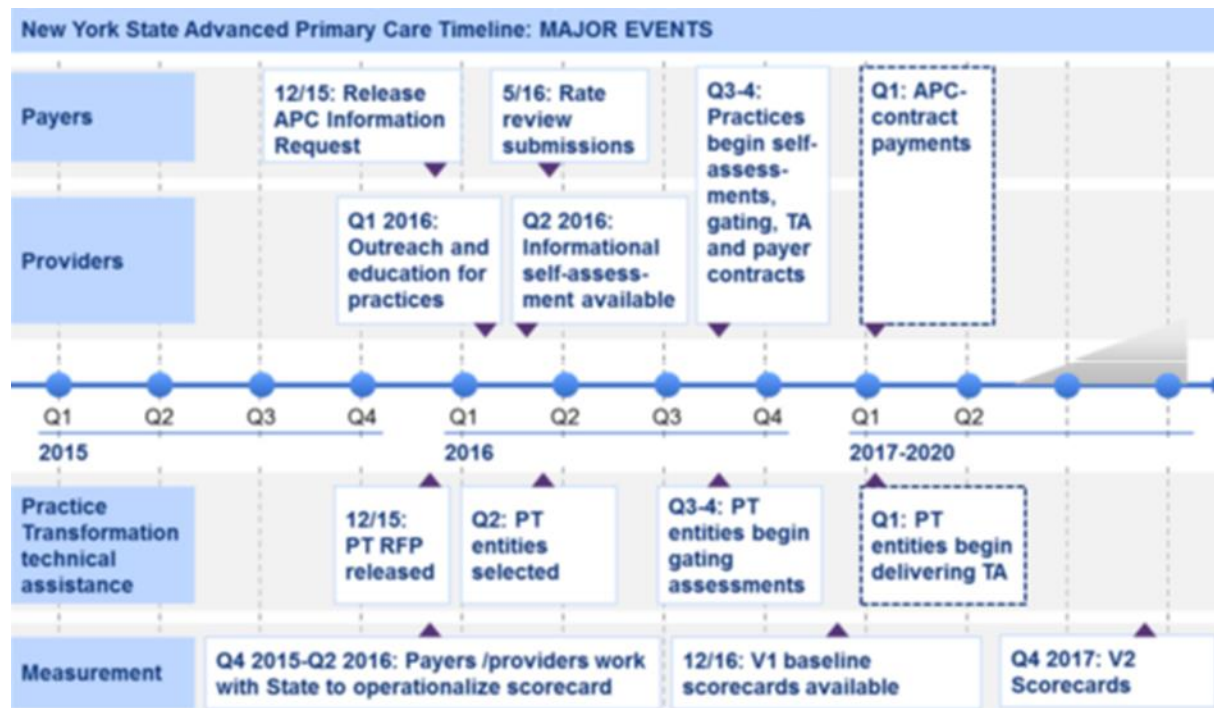 New York State Advanced Primary Care Timeline: MAJOR EVENTS
Payers
12/15: Release
APC Information
Request
5/16: Rate
review
submissions
Q3-4:
Practices
begin self-
assess-
ments,
gating, TA
and payer
contracts
Q1: APC-
contract
payments
Providers
Q1 2016:
Outreach and
education for
practices
Q2 2016:
Informational
self-assess-
ment available
Q1 Q2 Q3 Q4 Q1 Q2 Q3 Q4 Q1 Q2
2015 2016 2017-2020
Practice
Transformation
technical
assistance
12/15:
PT RFP
released
Q2: PT
entities
selected
Q3-4: PT
entities begin
gating
assessments
Q1: PT
entities begin
delivering TA
Measurement
Q4 2015-Q2 2016: Payers /providers work
with State to operationalize scorecard
12/16: V1 baseline
scorecards available
Q4 2017: V2
Scorecards